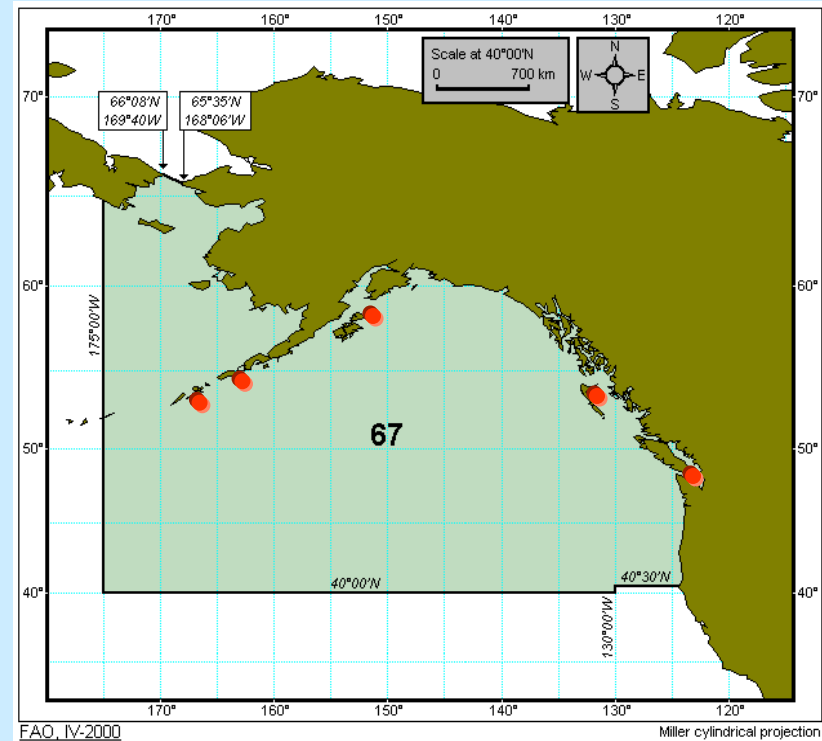 170° 160° 150° 140° 130° 120°
Scale at 40°00'N
0 700 km
N
W E
S
70°
70°
66°08'N
169°40'W
65°35'N
168°06'W
60°
60°
175°00'W
67
50°
50°
40°00'N
40°30'N
130°00'W
40°
40°
170° 160° 150° 140° 130° 120°
FAO, IV-2000
Miller cylindrical projection